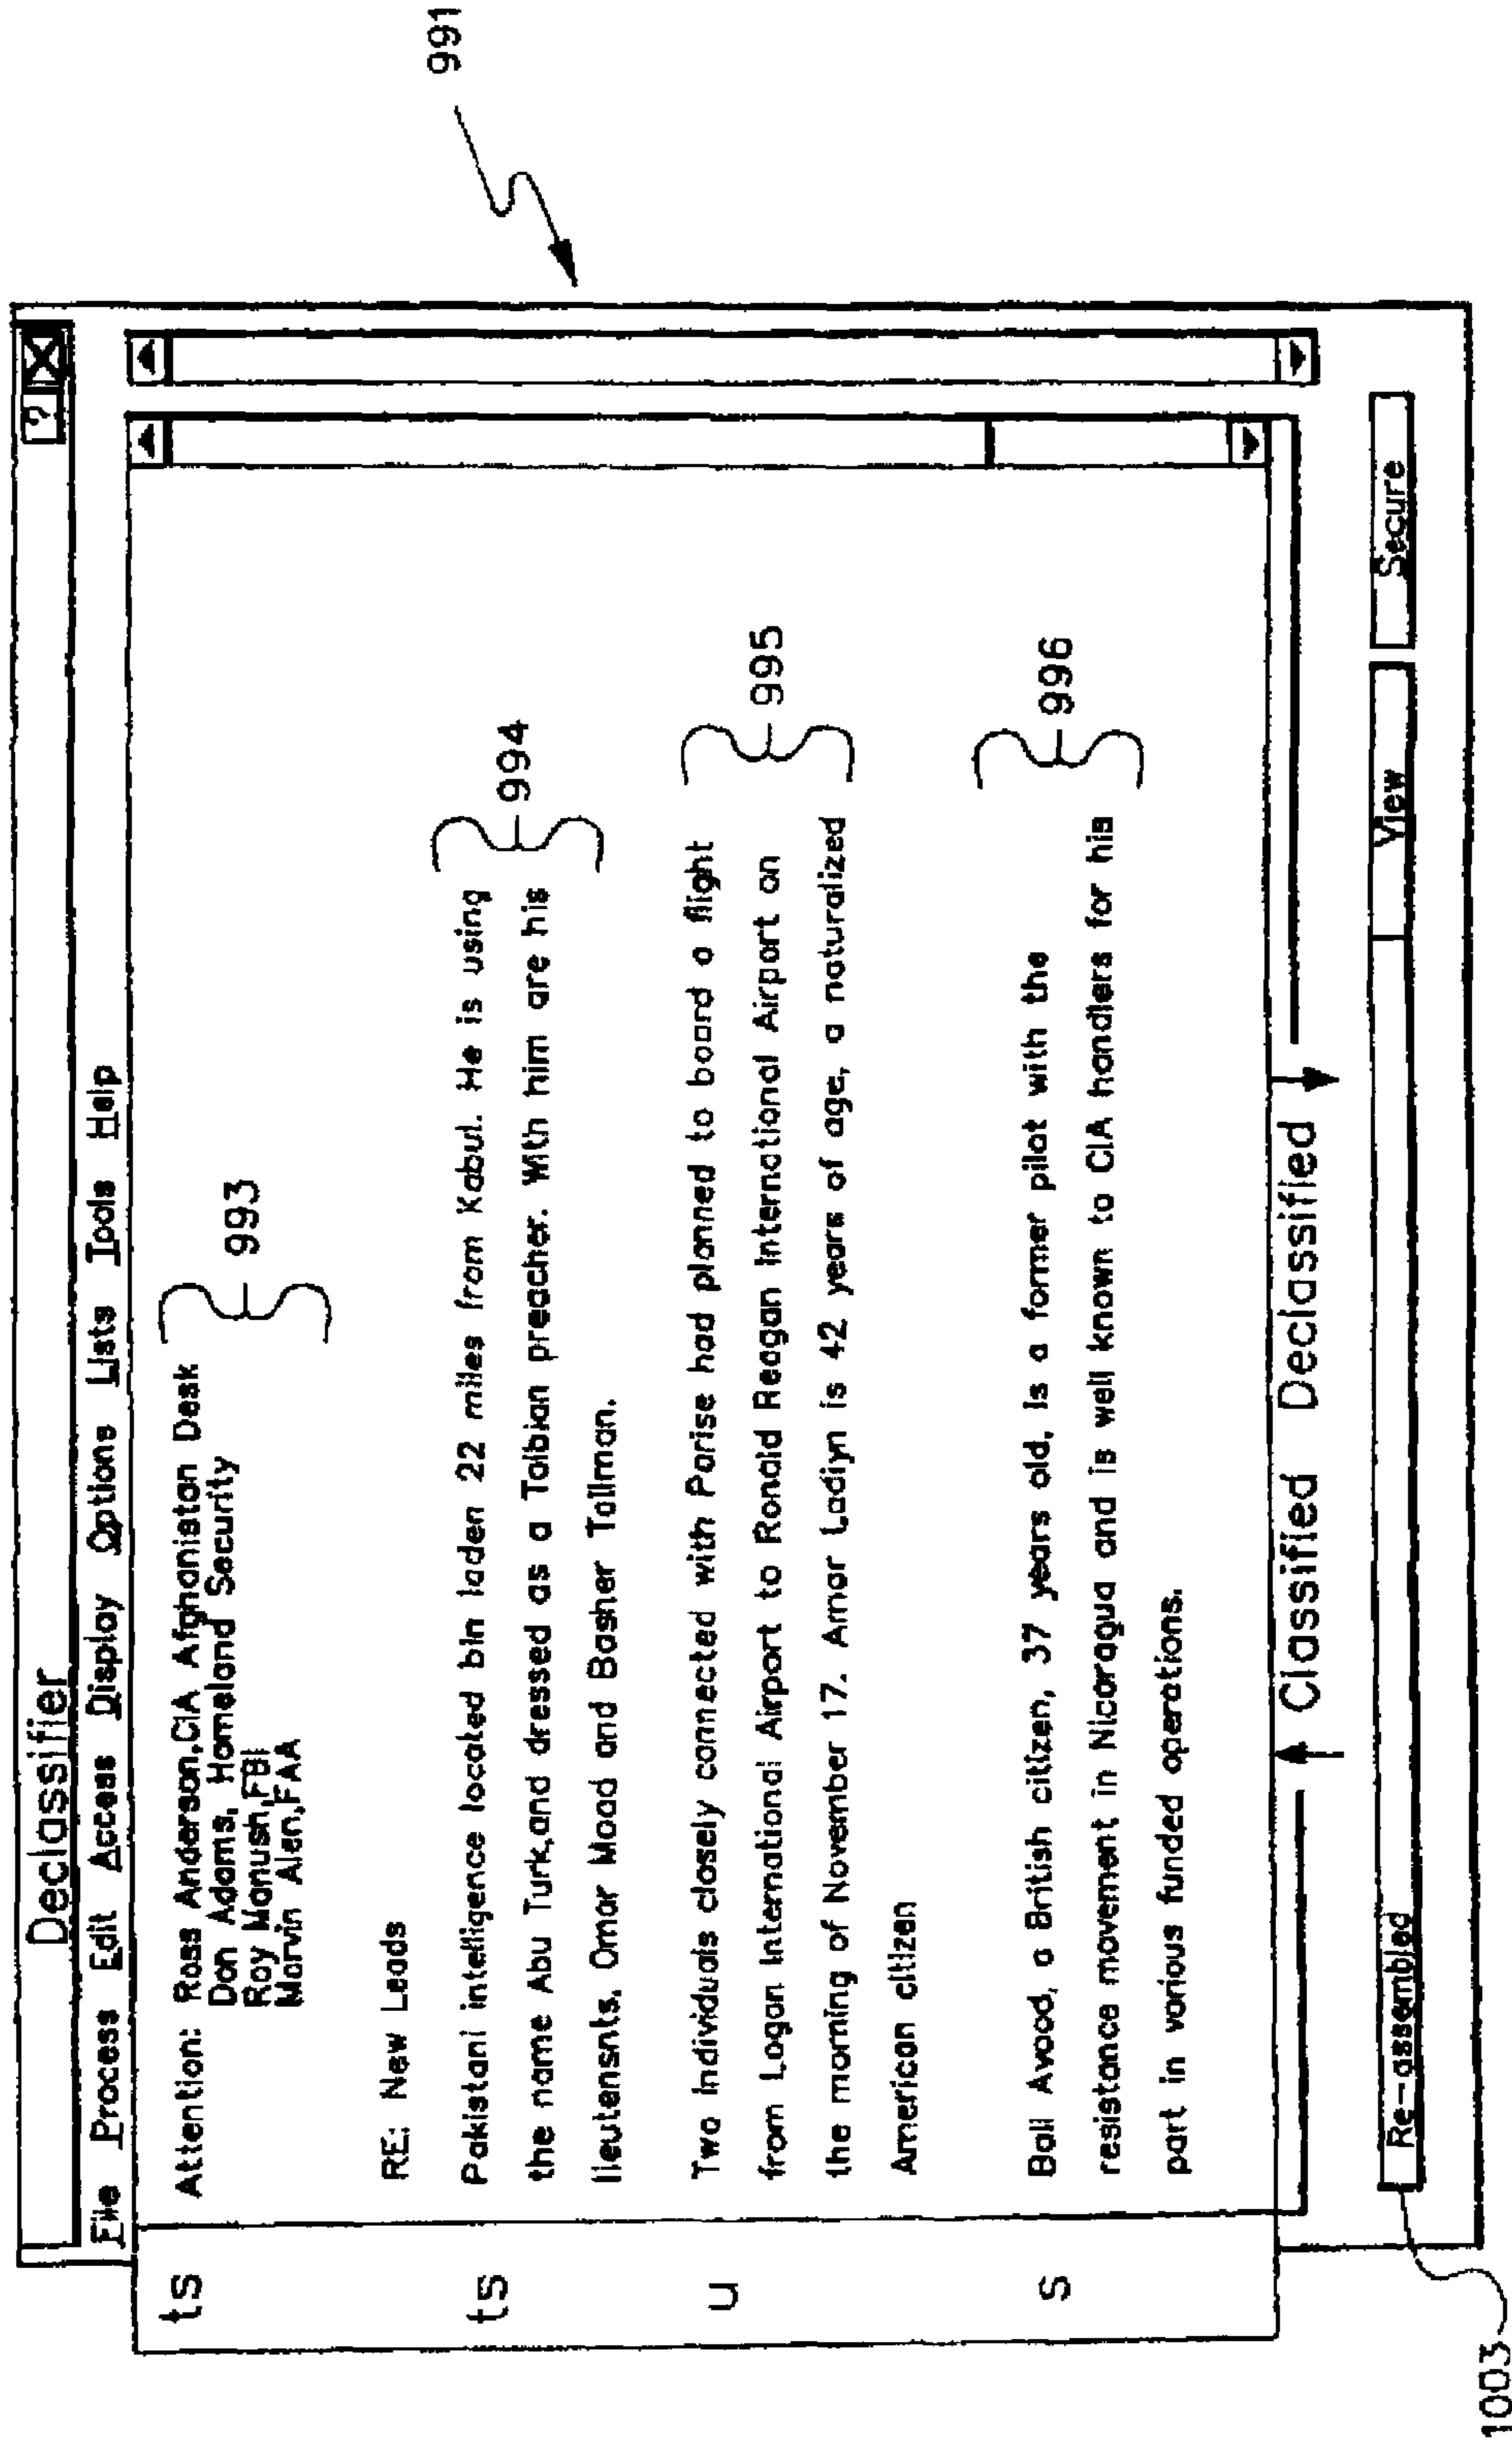 Declassifier
? X
File Process Edit Access Display Options Lists Tools Help
ts
Attention: Ross Anderson,CIA Afghanistan Desk
Don Adams, Homeland Security
Roy Manush,FBI
Marvin Alen,FAA
993
RE: New Leads
ts
Pakistani intelligence located bin laden 22 miles from Kabul. He is using
the name Abu Turk,and dressed as a Talbian preacher. With him are his
lieutensnts, Omar Moad and Basher Tallman.
994
u
Two Individuals closely connected with Parise had planned to board a flight
from Logan International Airport to Ronald Reagan International Airport on
the morning of November 17. Amar Ladiyn is 42 years of age, a naturalized
American citizen
995
s
Bali Avood, a British citizen, 37 years old, is a former pilot with the
resistance movement in Nicaragua and is well known to CIA handlers for his
part in various funded operations.
996
Classified Declassified
Re-assembled
View
Secure
991
1003